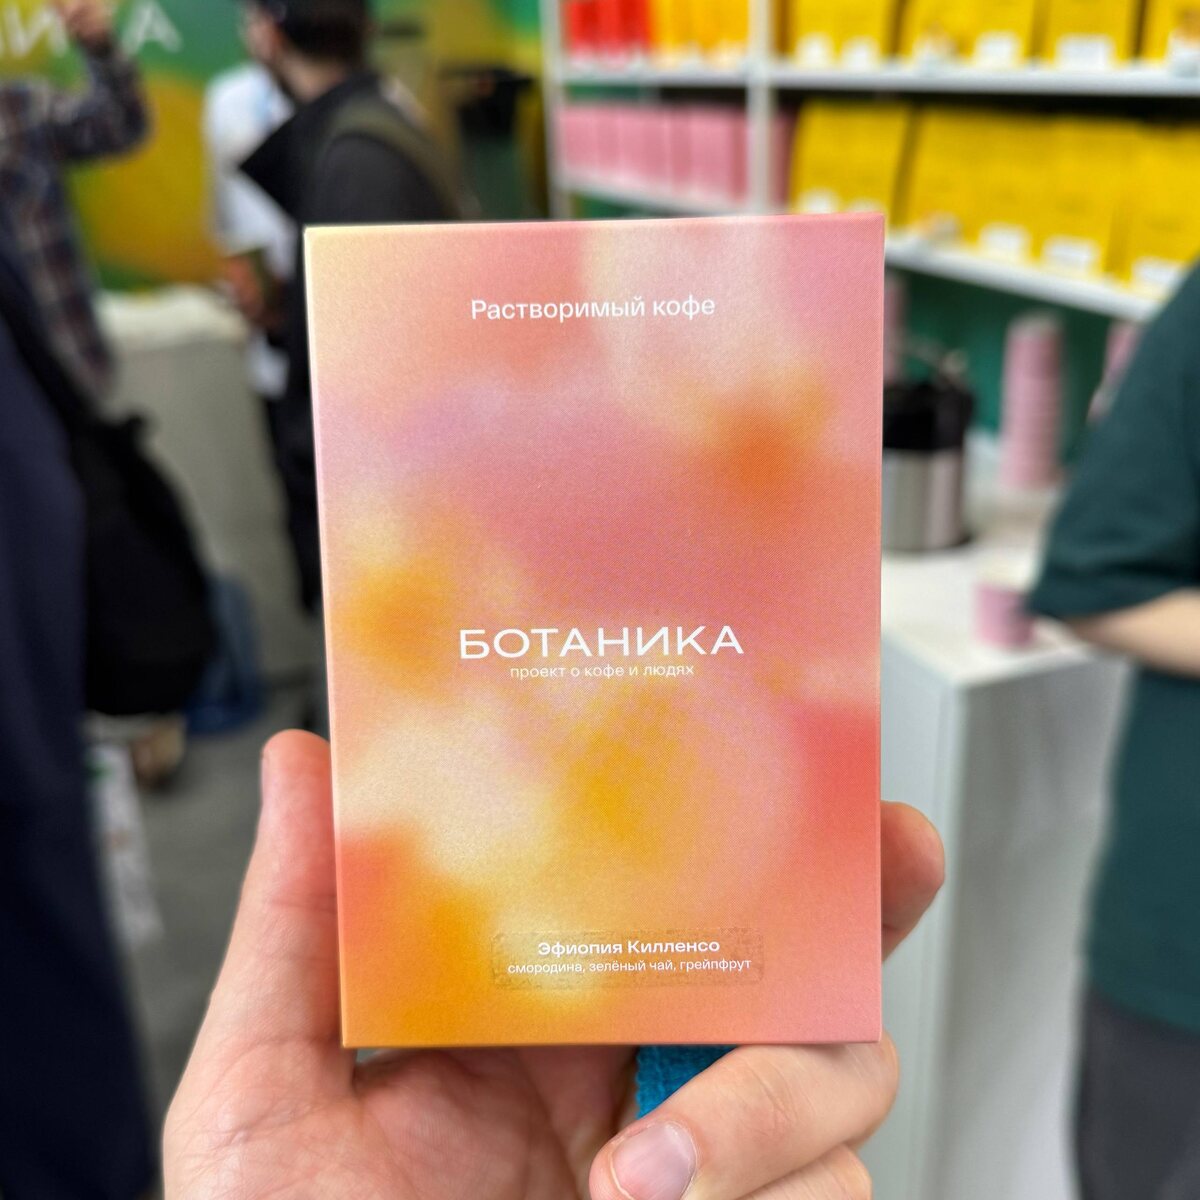 Растворимый кофе
БОТАНИКА
проект о кофе и людях
Эфиопия Килленсо
смородина, зелёный чай, грейпфрут